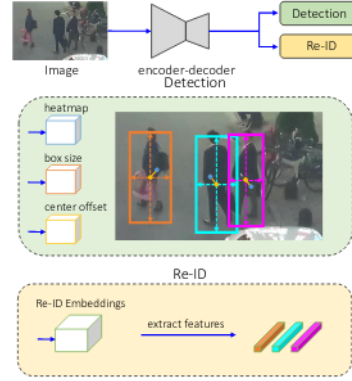 Detection
Re-ID
Image
encoder-decoder
Detection
heatmap
box size
center offset
Re-ID
Re-ID Embeddings
extract features